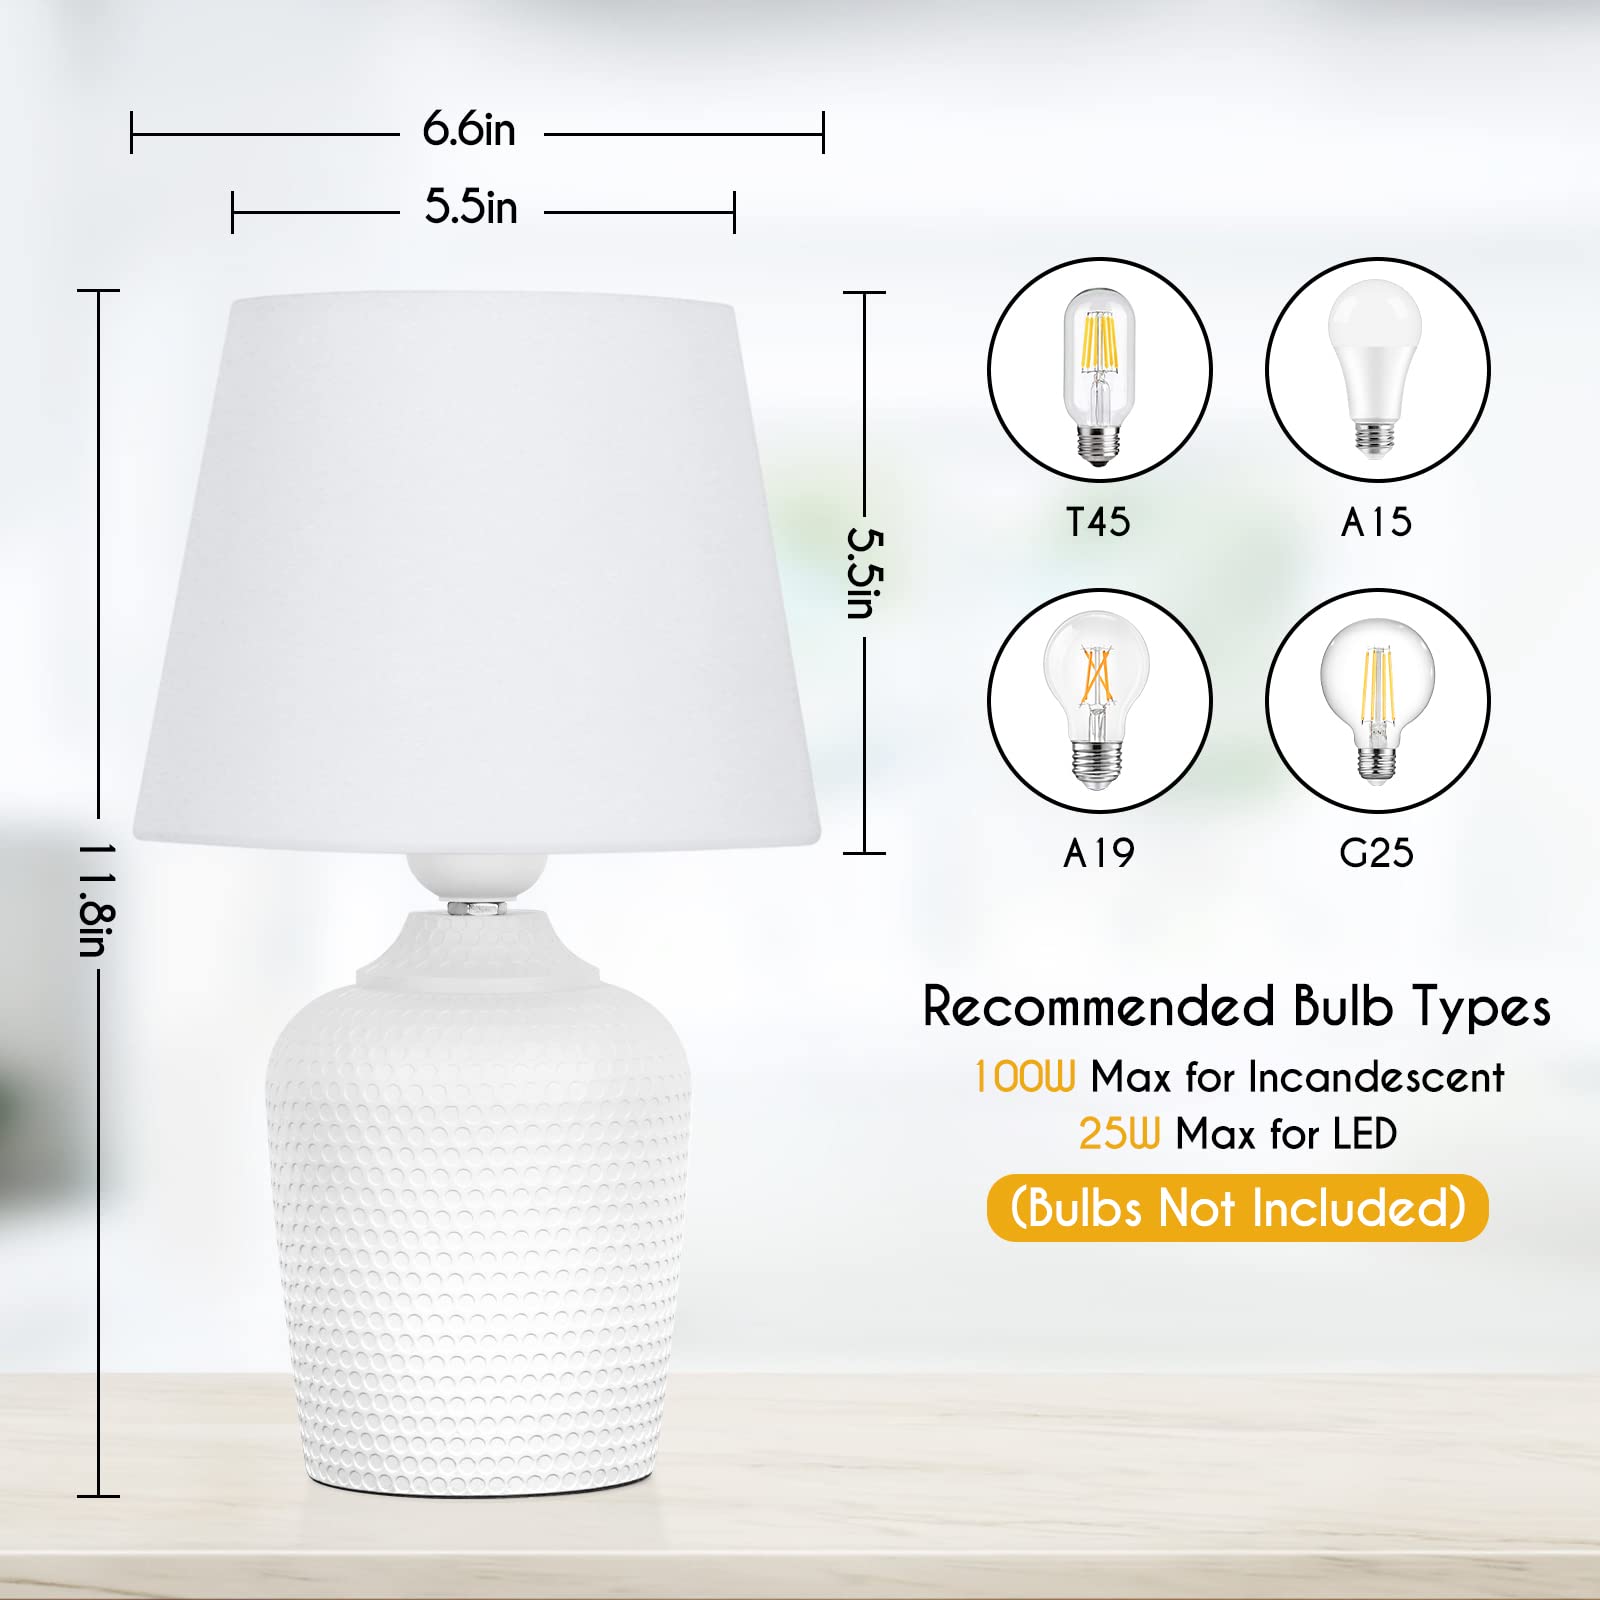 6.6in
5.5in
5.5in
11.8in
T45
A15
A19
G25
Recommended Bulb Types
100W Max for Incandescent
25W Max for LED
(Bulbs Not Included)